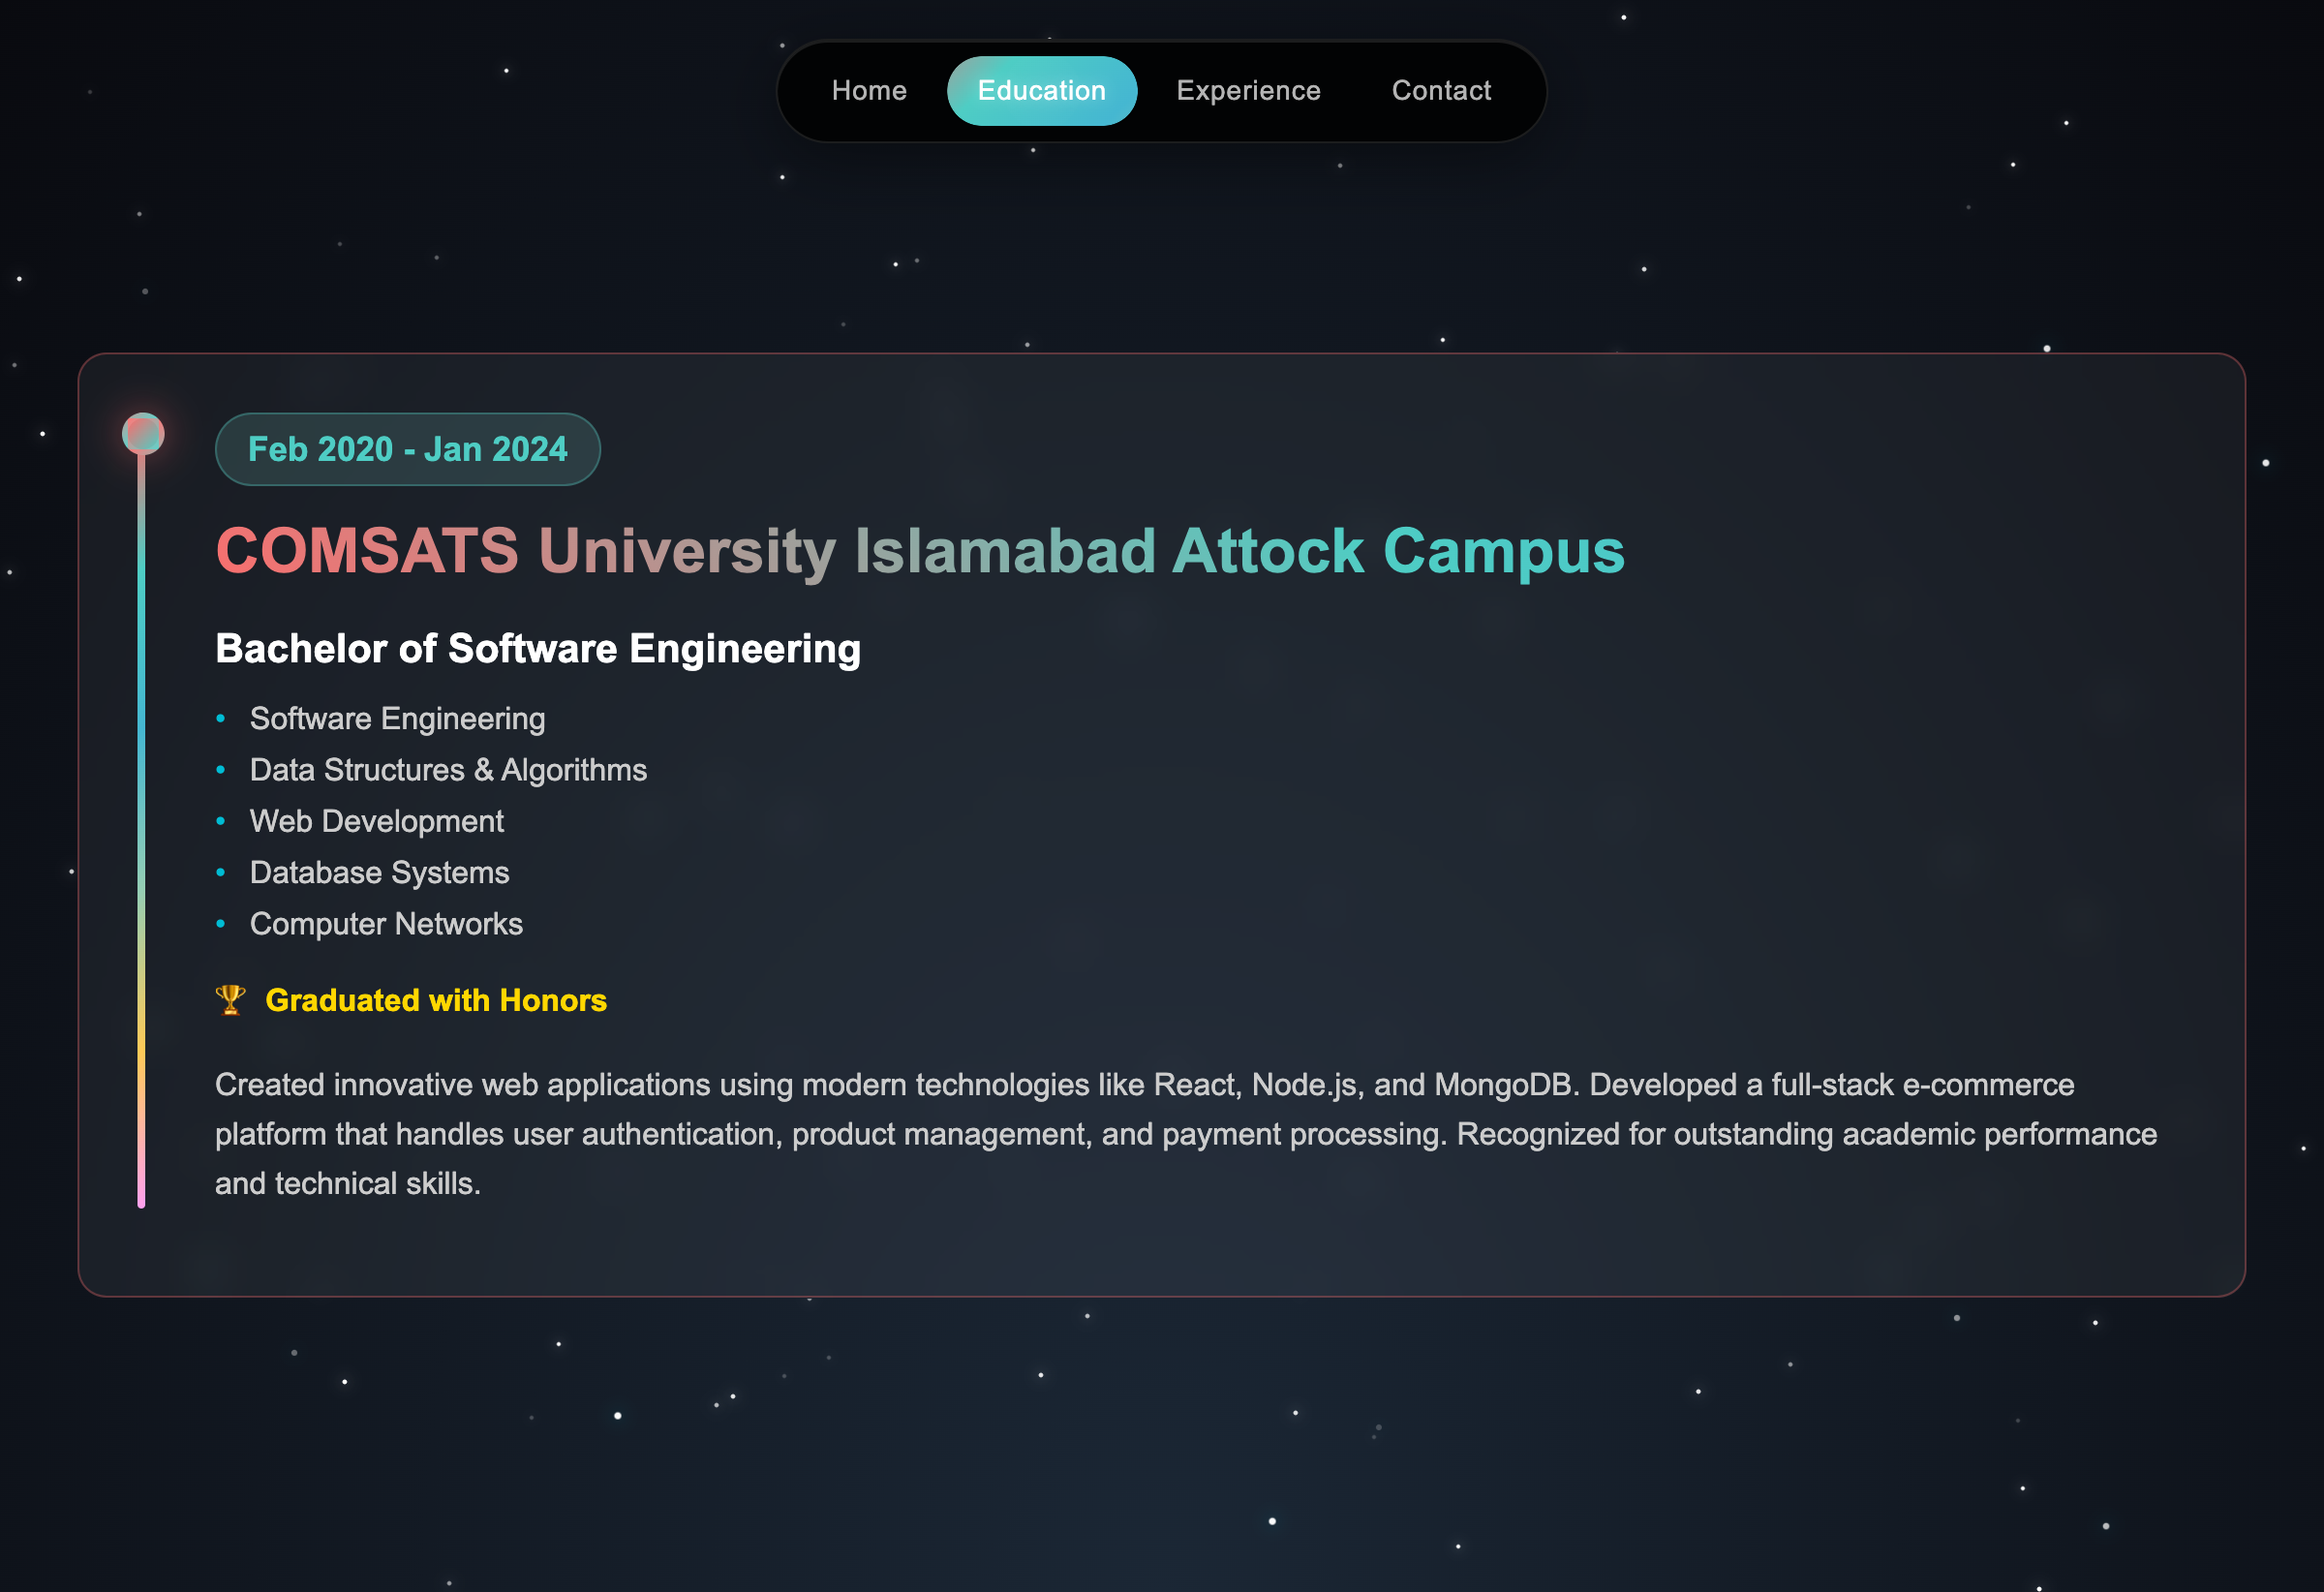 Home
Education
Experience
Contact
Feb 2020 - Jan 2024
COMSATS University Islamabad Attock Campus
Bachelor of Software Engineering
• Software Engineering
• Data Structures & Algorithms
• Web Development
• Database Systems
• Computer Networks
🏆 Graduated with Honors
Created innovative web applications using modern technologies like React, Node.js, and MongoDB. Developed a full-stack e-commerce
platform that handles user authentication, product management, and payment processing. Recognized for outstanding academic performance
and technical skills.